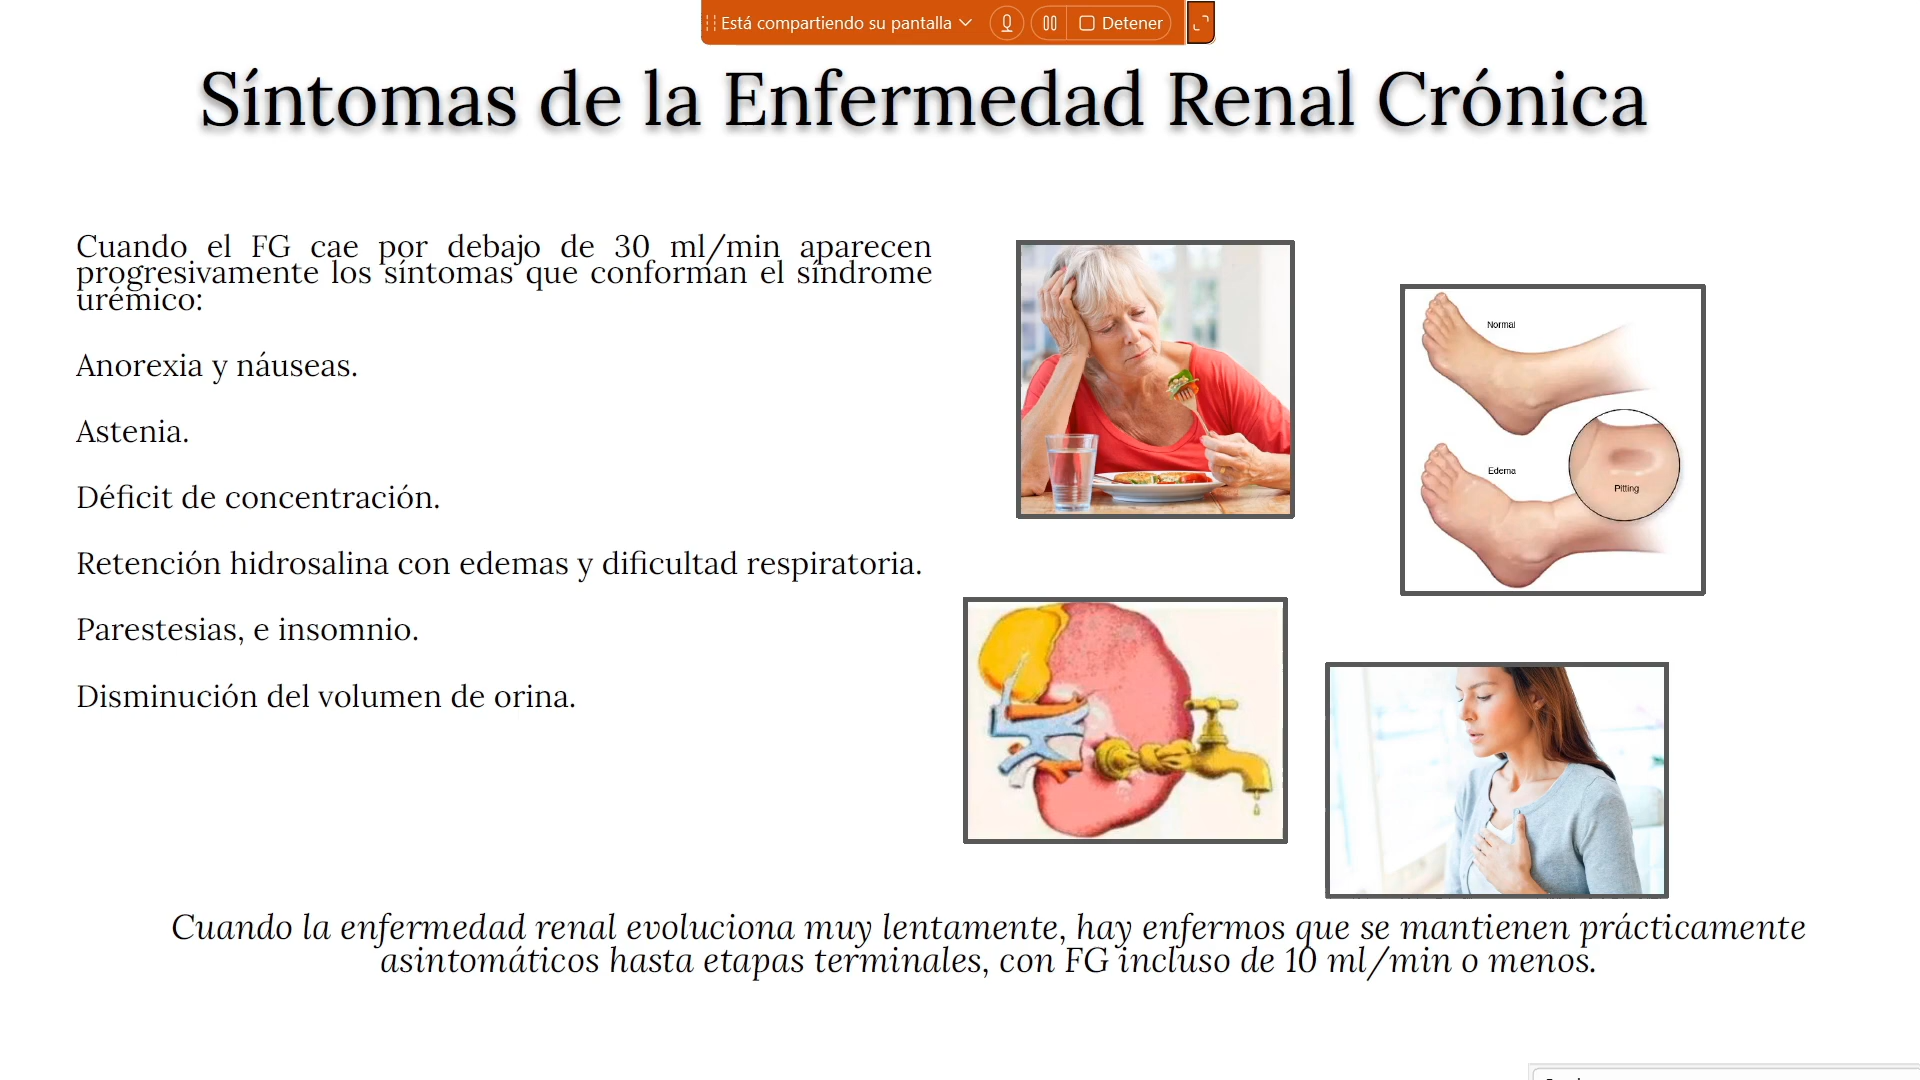 Está compartiendo su pantalla
Detener
Síntomas de la Enfermedad Renal Crónica
Cuando el FG cae por debajo de 30 ml/min aparecen
progresivamente los síntomas que conforman el síndrome
urémico:
Anorexia y náuseas.
Astenia.
Déficit de concentración.
Retención hidrosalina con edemas y dificultad respiratoria.
Parestesias, e insomnio.
Disminución del volumen de orina.
Normal
Edema
Pitting
Cuando la enfermedad renal evoluciona muy lentamente, hay enfermos que se mantienen prácticamente
asintomáticos hasta etapas terminales, con FG incluso de 10 ml/min o menos.